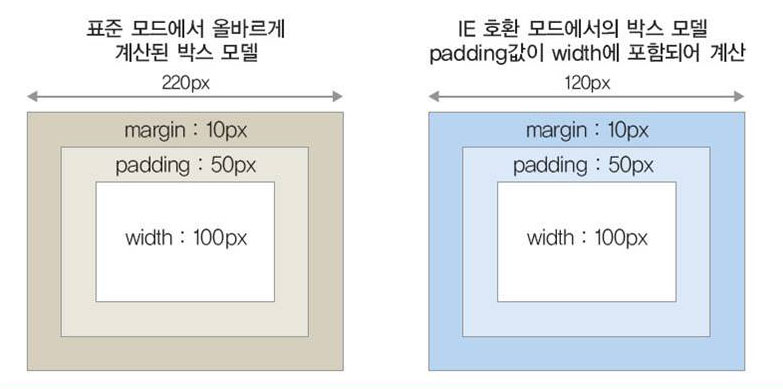 표준 모드에서 올바르게
계산된 박스 모델
220px
margin : 10px
padding : 50px
width : 100px
IE 호환 모드에서의 박스 모델
padding값이 width에 포함되어 계산
120px
margin : 10px
padding : 50px
width : 100px